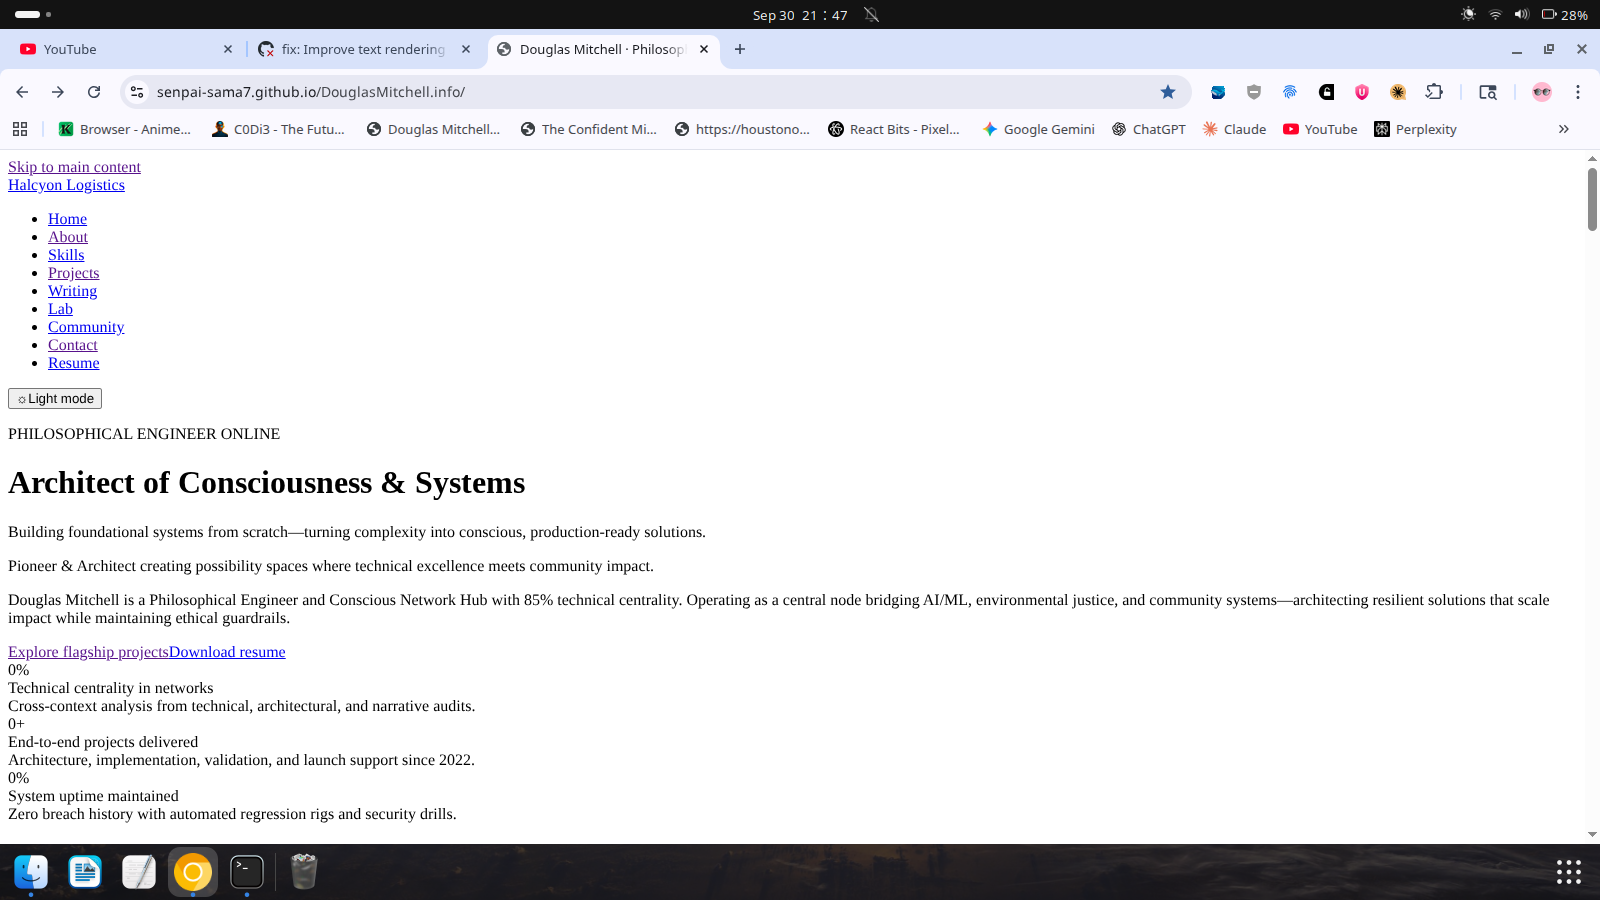 Sep 30 21 : 47
28%
YouTube
fix: Improve text rendering
Douglas Mitchell · Philosop
senpai-sama7.github.io/DouglasMitchell.info/
Browser - Anime...
C0Di3 - The Futu...
Douglas Mitchell...
The Confident Mi...
https://houstono...
React Bits - Pixel...
Google Gemini
ChatGPT
Claude
YouTube
Perplexity
Skip to main content
Halcyon Logistics
Home
About
Skills
Projects
Writing
Lab
Community
Contact
Resume
☼Light mode
PHILOSOPHICAL ENGINEER ONLINE
Architect of Consciousness & Systems
Building foundational systems from scratch—turning complexity into conscious, production-ready solutions.
Pioneer & Architect creating possibility spaces where technical excellence meets community impact.
Douglas Mitchell is a Philosophical Engineer and Conscious Network Hub with 85% technical centrality. Operating as a central node bridging AI/ML, environmental justice, and community systems—architecting resilient solutions that scale
impact while maintaining ethical guardrails.
Explore flagship projectsDownload resume
0%
Technical centrality in networks
Cross-context analysis from technical, architectural, and narrative audits.
0+
End-to-end projects delivered
Architecture, implementation, validation, and launch support since 2022.
0%
System uptime maintained
Zero breach history with automated regression rigs and security drills.